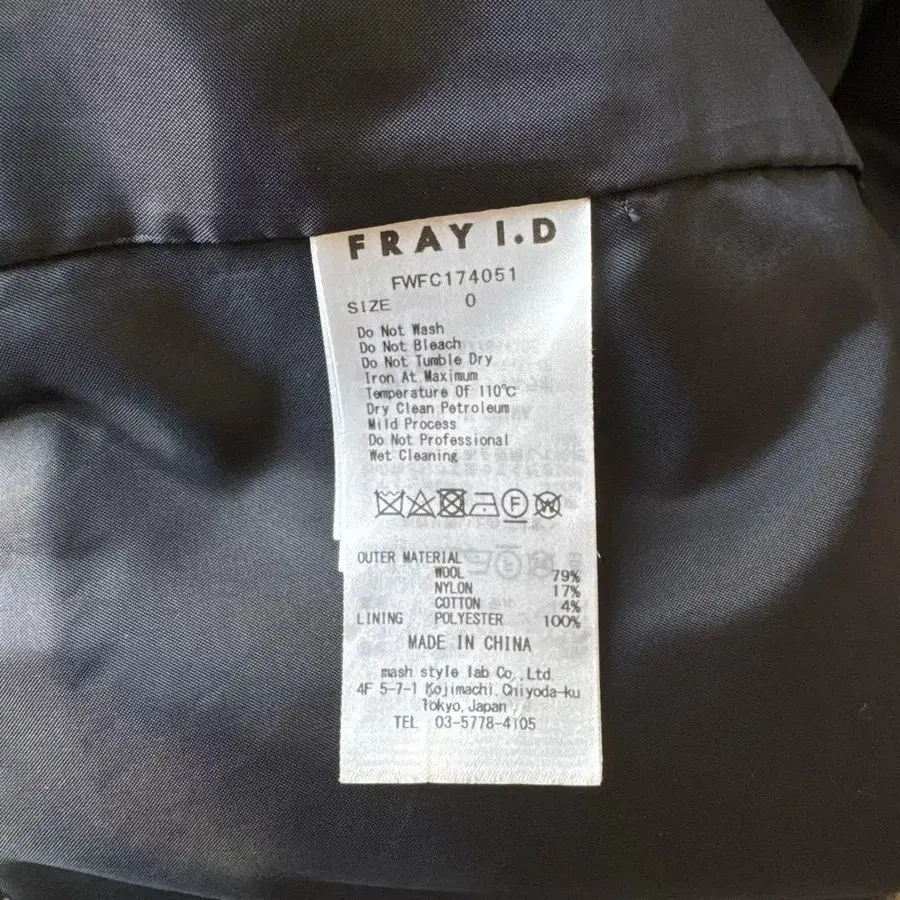 FRAY I.D
FWFC174051
SIZE 0
Do Not Wash
Do Not Bleach
Do Not Tumble Dry
Iron At Maximum
Temperature Of 110℃
Dry Clean Petroleum
Mild Process
Do Not Professional
Wet Cleaning
F W
OUTER MATERIAL
WOOL 79%
NYLON 17%
COTTON 4%
LINING POLYESTER 100%
MADE IN CHINA
mash style lab Co.,Ltd.
4F 5-7-1 Kojimachi.Chiyoda-ku
Tokyo,Japan
TEL 03-5778-4105